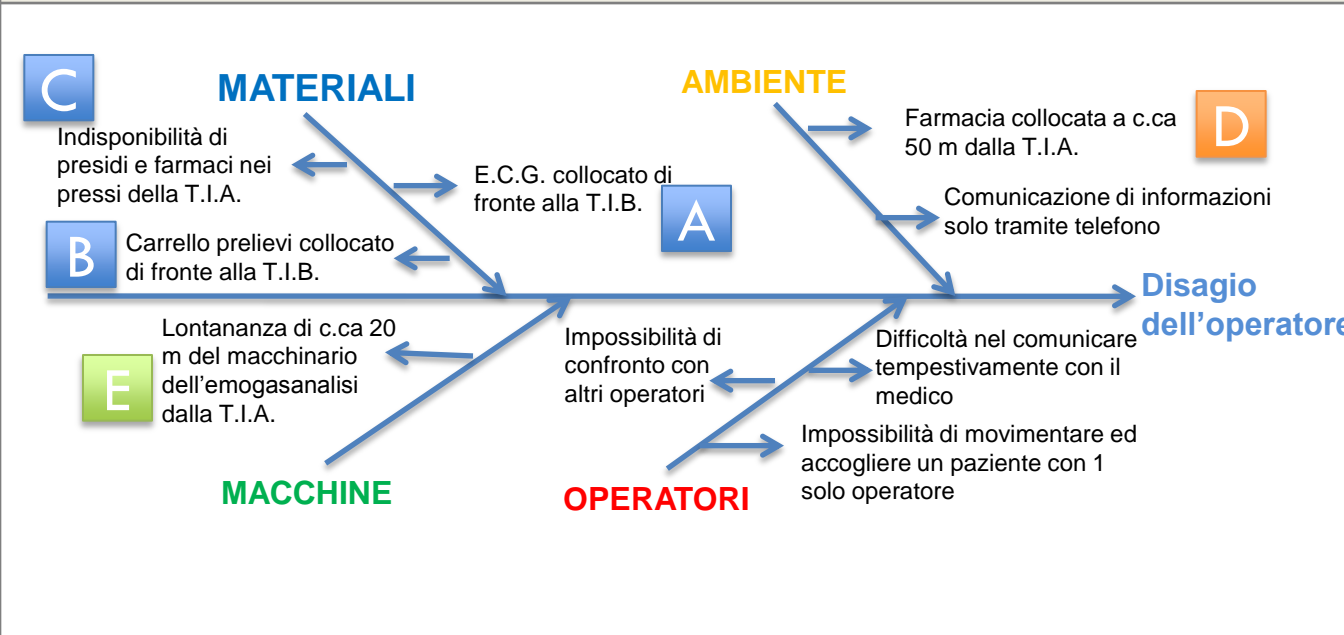 C
MATERIALI
Indisponibilità di
presidi e farmaci nei
pressi della T.I.A.
E.C.G. collocato di
fronte alla T.I.B.
A
B
Carrello prelievi collocato
di fronte alla T.I.B.
AMBIENTE
Farmacia collocata a c.ca
50 m dalla T.I.A.
D
Comunicazione di informazioni
solo tramite telefono
Disagio
dell’operatore
Lontananza di c.ca 20
m del macchinario
dell’emogasanalisi
dalla T.I.A.
E
MACCHINE
Impossibilità di
confronto con
altri operatori
Difficoltà nel comunicare
tempestivamente con il
medico
Impossibilità di movimentare ed
accogliere un paziente con 1
solo operatore
OPERATORI